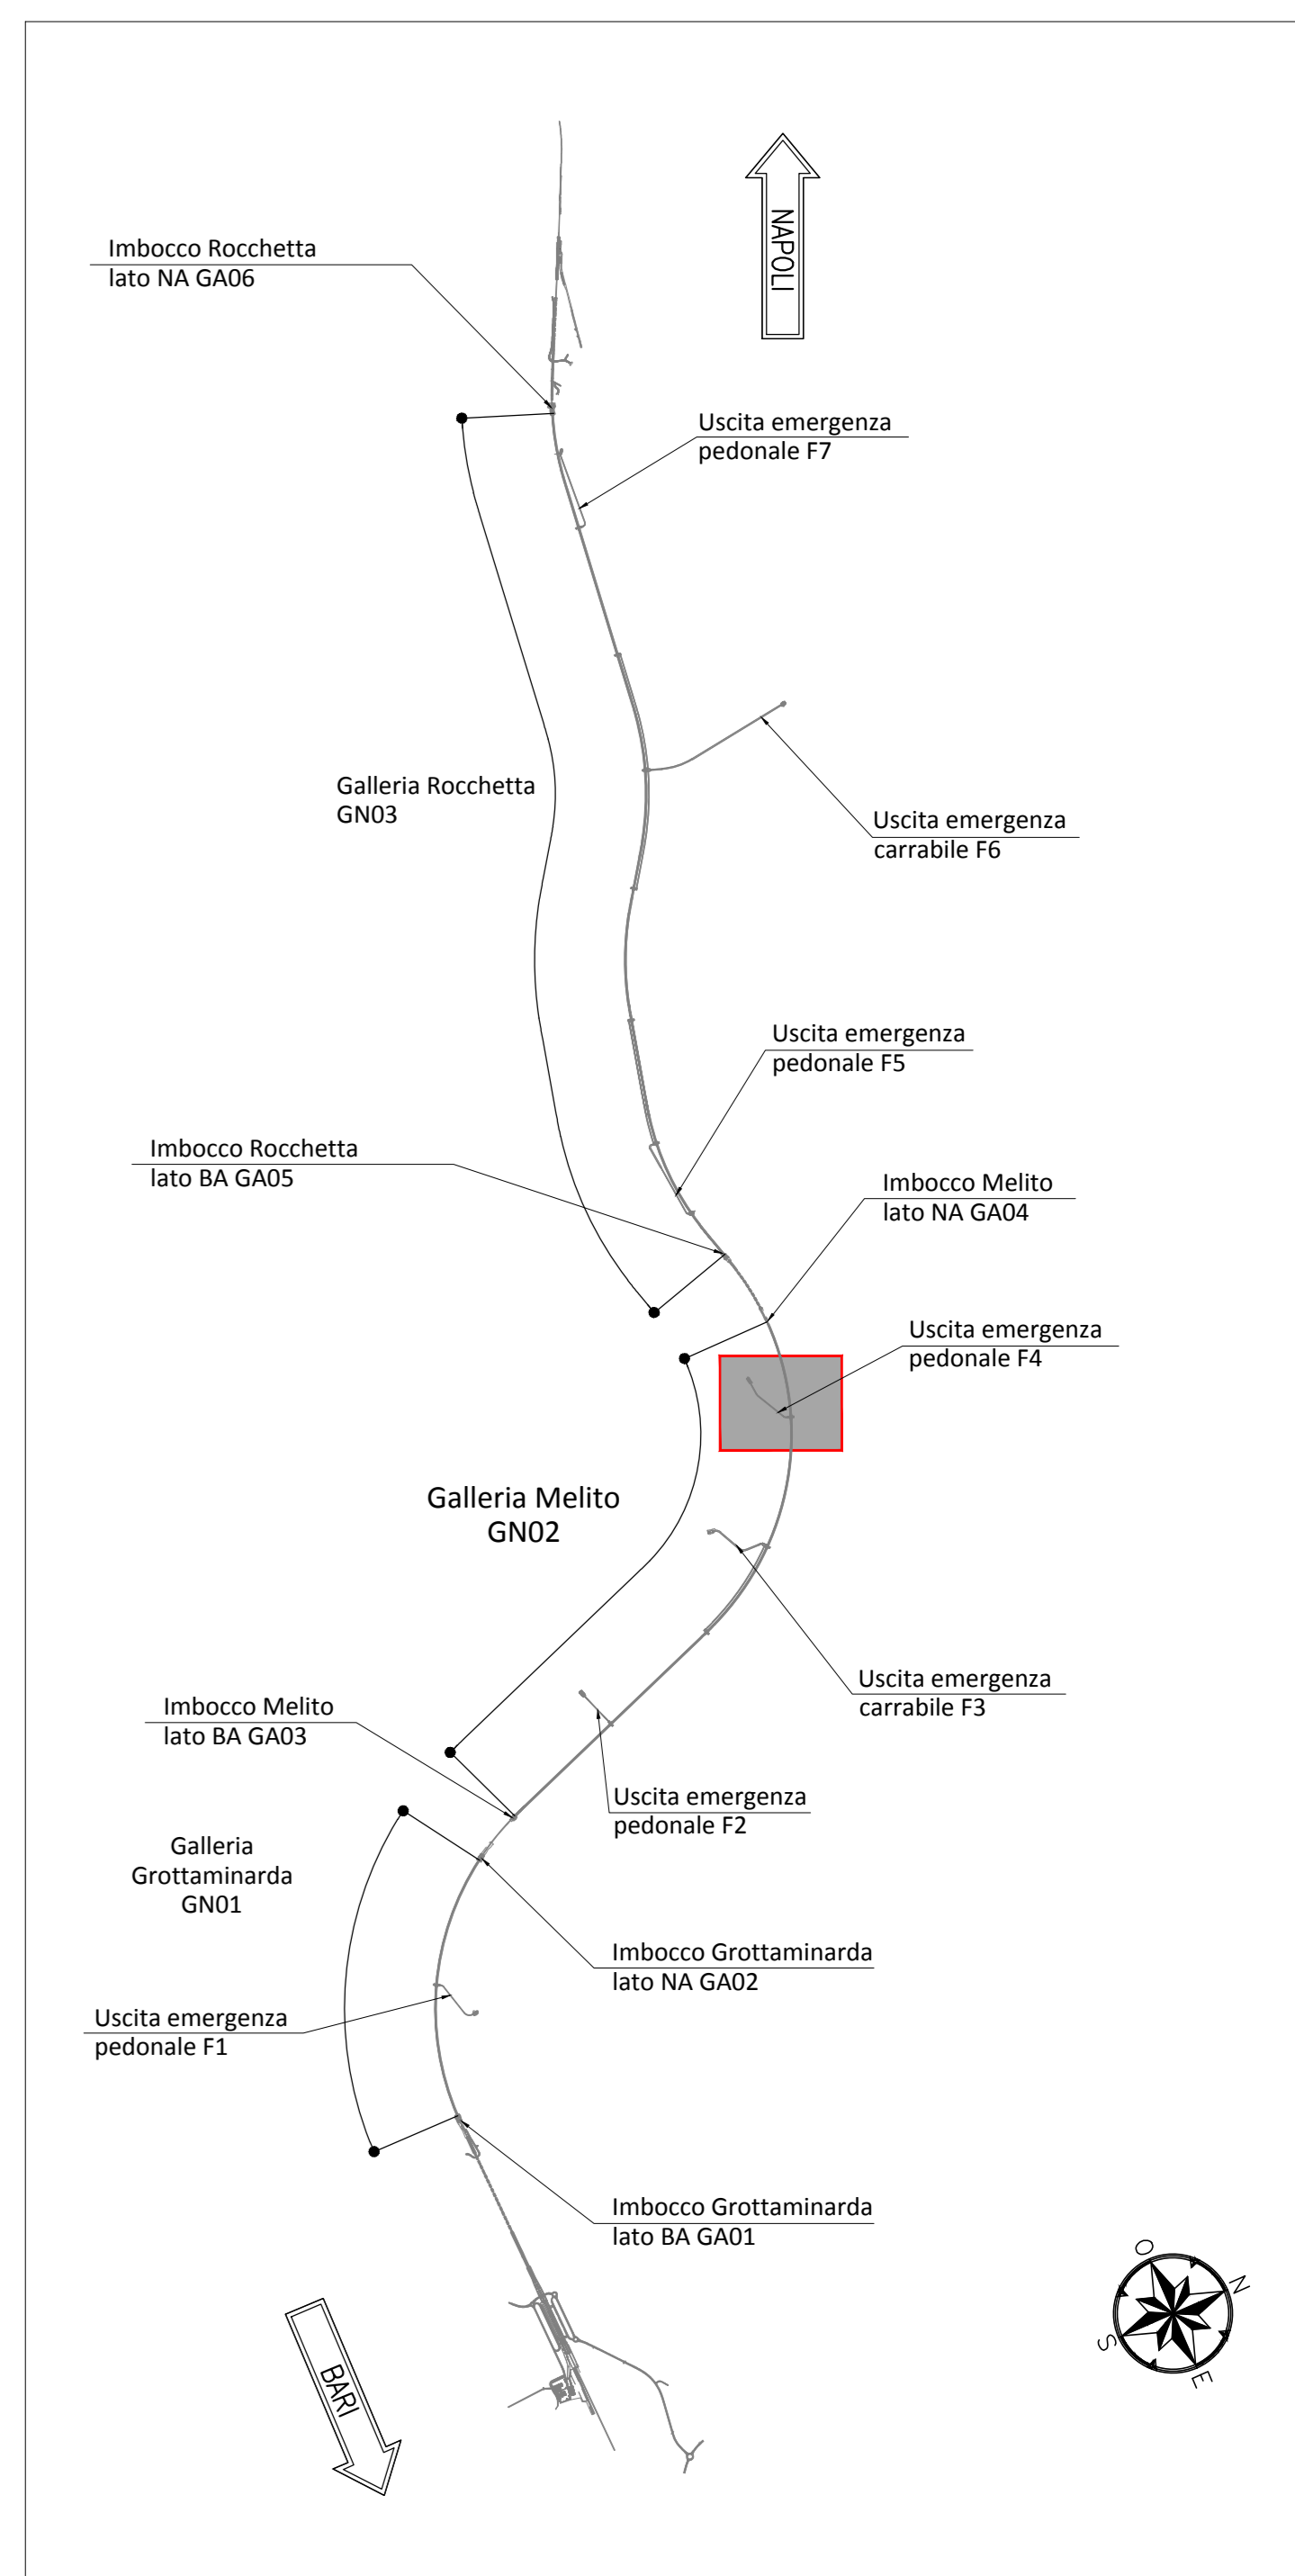 NAPOLI
Imbocco Rocchetta
lato NA GA06
Uscita emergenza
pedonale F7
Galleria Rocchetta
GN03
Uscita emergenza
carrabile F6
Uscita emergenza
pedonale F5
Imbocco Rocchetta
lato BA GA05
Imbocco Melito
lato NA GA04
Uscita emergenza
pedonale F4
Galleria Melito
GN02
Uscita emergenza
carrabile F3
Imbocco Melito
lato BA GA03
Uscita emergenza
pedonale F2
Galleria
Grottaminarda
GN01
Imbocco Grottaminarda
lato NA GA02
Uscita emergenza
pedonale F1
Imbocco Grottaminarda
lato BA GA01
O
N
S
E
BARI